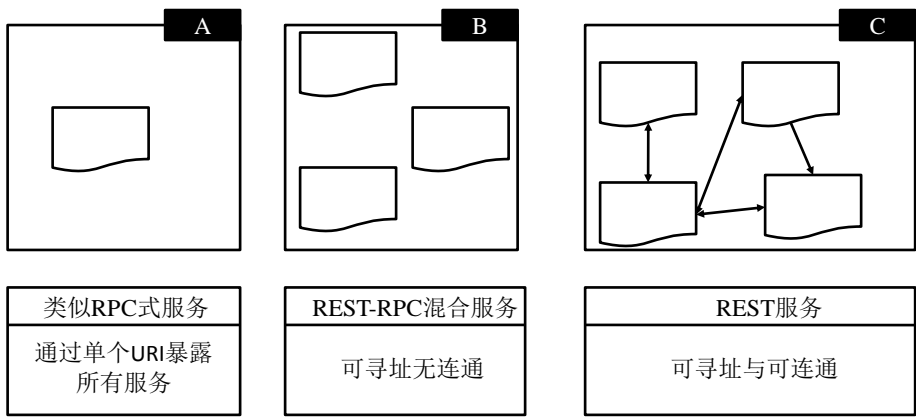 A
B
C
类似RPC式服务
通过单个URI暴露
所有服务
REST-RPC混合服务
可寻址无连通
REST服务
可寻址与可连通